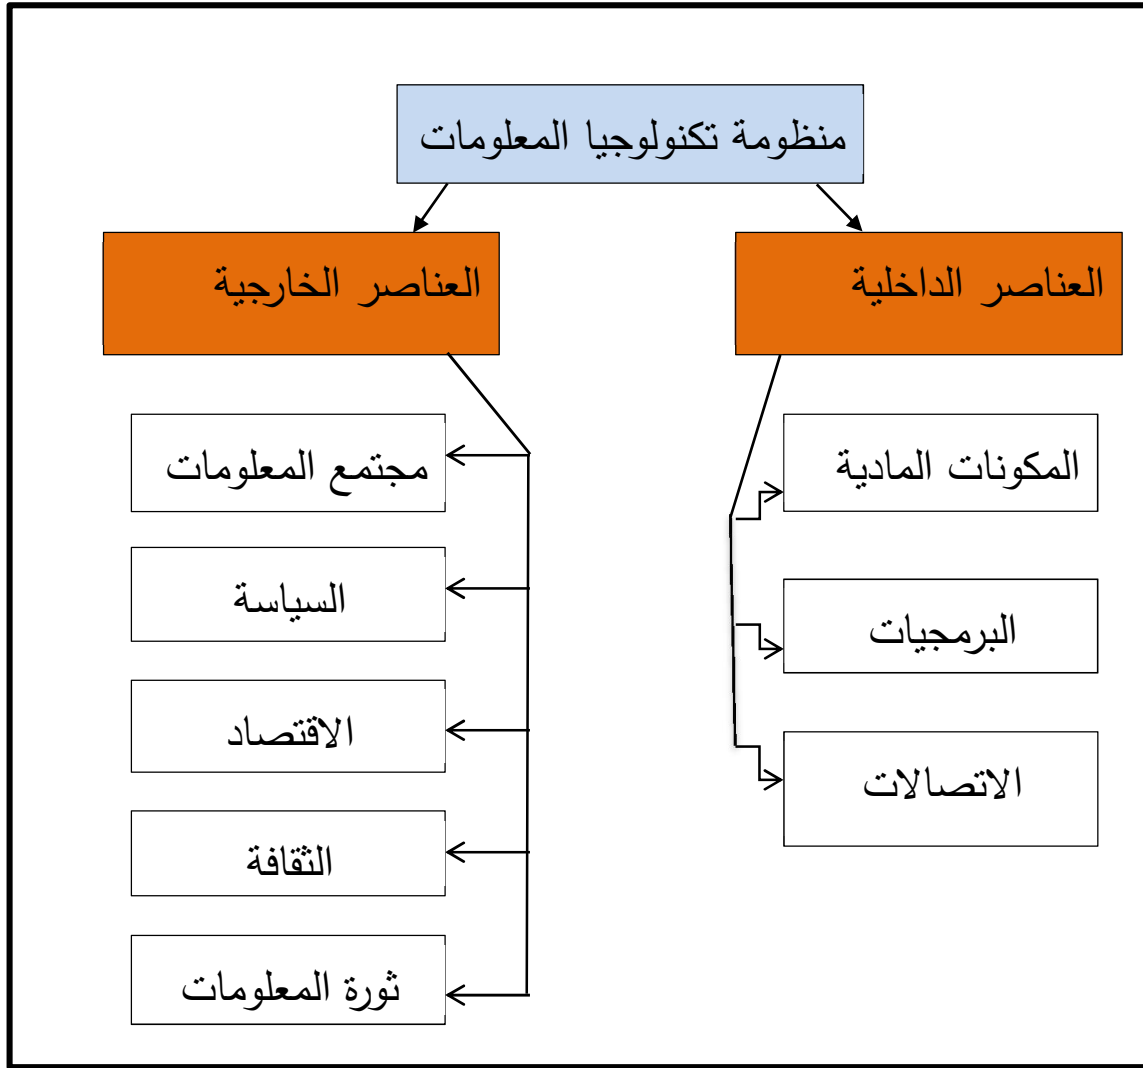 منظومة تكنولوجيا المعلومات
العناصر الداخلية
العناصر الخارجية
المكونات المادية
البرمجيات
الاتصالات
مجتمع المعلومات
السياسة
الاقتصاد
الثقافة
ثورة المعلومات